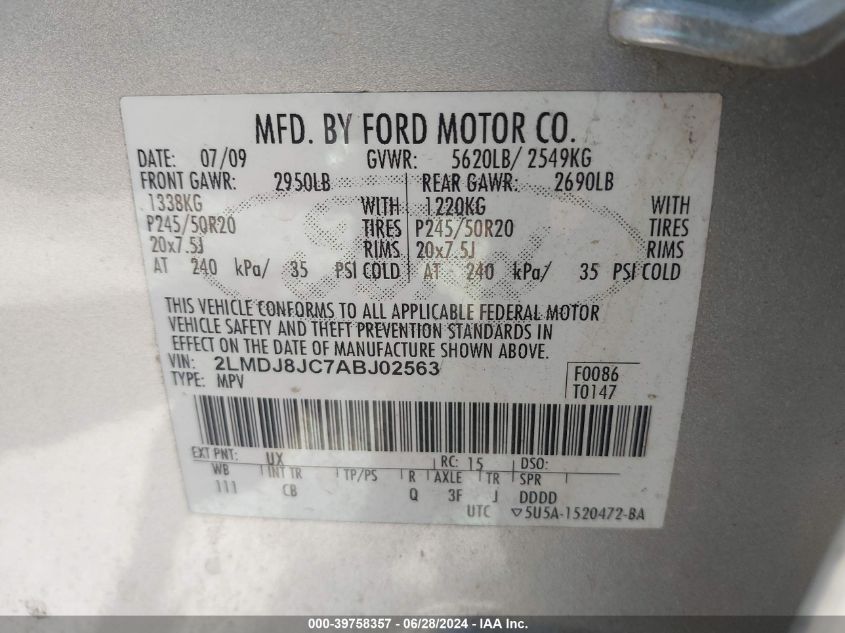 MFD. BY FORD MOTOR CO.
DATE: 07/09 GVWR: 5620LB/ 2549KG
FRONT GAWR: 2950LB REAR GAWR: 2690LB
1338KG WITH 1220KG WITH
P245/50R20 TIRES P245/50R20 TIRES
20x7.5J RIMS 20x7.5J RIMS
AT 240 kPa/ 35 PSI COLD AT 240 kPa/ 35 PSI COLD
THIS VEHICLE CONFORMS TO ALL APPLICABLE FEDERAL MOTOR
VEHICLE SAFETY AND THEFT PREVENTION STANDARDS IN
EFFECT ON THE DATE OF MANUFACTURE SHOWN ABOVE.
VIN: 2LMDJ8JC7ABJ02563 F0086
TYPE: MPV T0147
EXT PNT: UX RC: 15 DSO:
WB INT TR TP/PS R AXLE TR SPR
111 CB Q 3F J DDDD
UTC ▽5U5A-1520472-BA
000-39758357 - 06/28/2024 - IAA Inc.